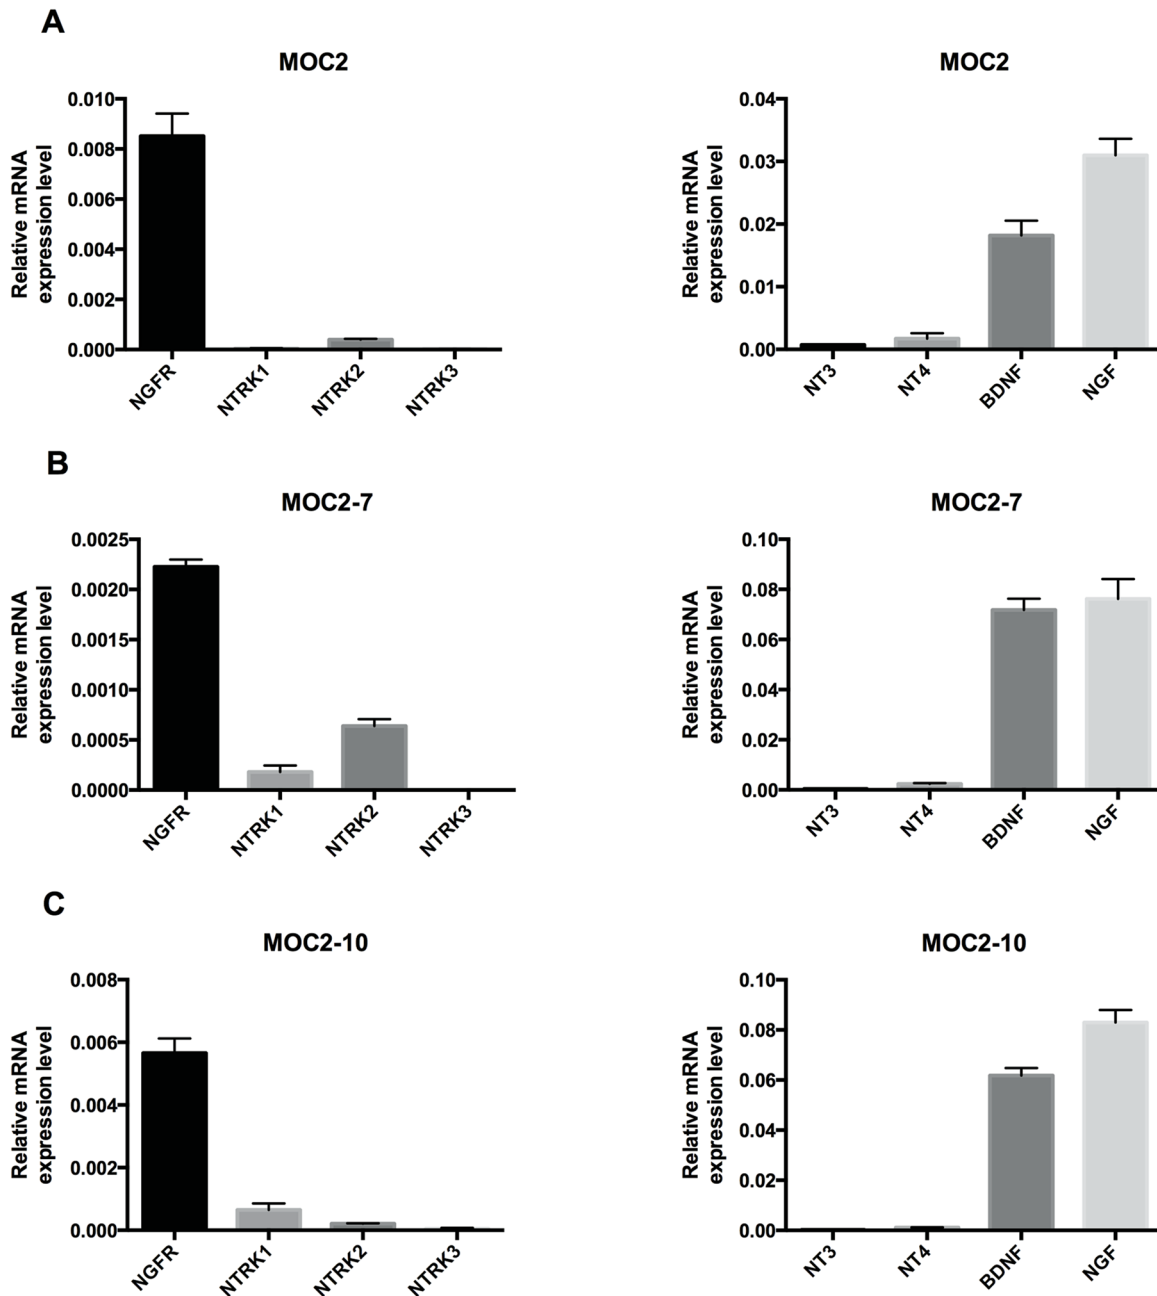 A
MOC2
Relative mRNA
expression level
0.010
0.008
0.006
0.004
0.002
0.000
NGFR
NTRK1
NTRK2
NTRK3
MOC2
Relative mRNA
expression level
0.04
0.03
0.02
0.01
0.00
NT3
NT4
BDNF
NGF
B
MOC2-7
Relative mRNA
expression level
0.0025
0.0020
0.0015
0.0010
0.0005
0.0000
NGFR
NTRK1
NTRK2
NTRK3
MOC2-7
Relative mRNA
expression level
0.10
0.08
0.06
0.04
0.02
0.00
NT3
NT4
BDNF
NGF
C
MOC2-10
Relative mRNA
expression level
0.008
0.006
0.004
0.002
0.000
NGFR
NTRK1
NTRK2
NTRK3
MOC2-10
Relative mRNA
expression level
0.10
0.08
0.06
0.04
0.02
0.00
NT3
NT4
BDNF
NGF